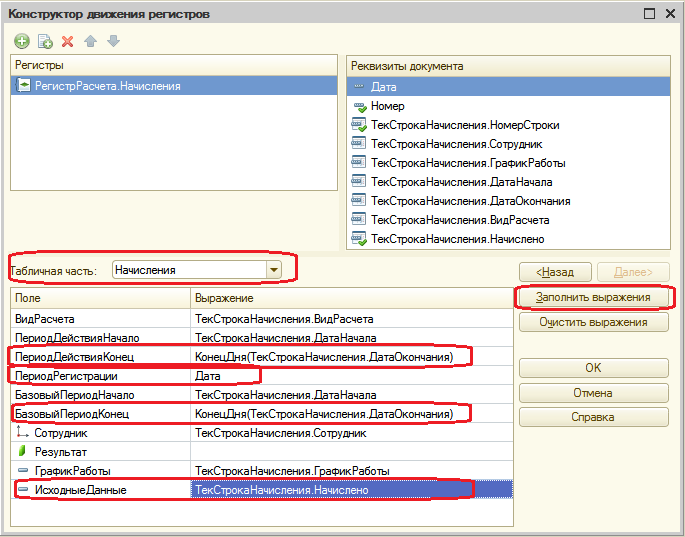 Конструктор движения регистров
Регистры
РегистрРасчета.Начисления
Реквизиты документа
Дата
Номер
ТекСтрокаНачисления.НомерСтроки
ТекСтрокаНачисления.Сотрудник
ТекСтрокаНачисления.ГрафикРаботы
ТекСтрокаНачисления.ДатаНачала
ТекСтрокаНачисления.ДатаОкончания
ТекСтрокаНачисления.ВидРасчета
ТекСтрокаНачисления.Начислено
Табличная часть: Начисления
<Назад Далее>
Поле Выражение
ВидРасчета ТекСтрокаНачисления.ВидРасчета
ПериодДействияНачало ТекСтрокаНачисления.ДатаНачала
ПериодДействияКонец КонецДня(ТекСтрокаНачисления.ДатаОкончания)
ПериодРегистрации Дата
БазовыйПериодНачало ТекСтрокаНачисления.ДатаНачала
БазовыйПериодКонец КонецДня(ТекСтрокаНачисления.ДатаОкончания)
Сотрудник ТекСтрокаНачисления.Сотрудник
Результат
ГрафикРаботы ТекСтрокаНачисления.ГрафикРаботы
ИсходныеДанные ТекСтрокаНачисления.Начислено
Заполнить выражения
Очистить выражения
OK
Отмена
Справка